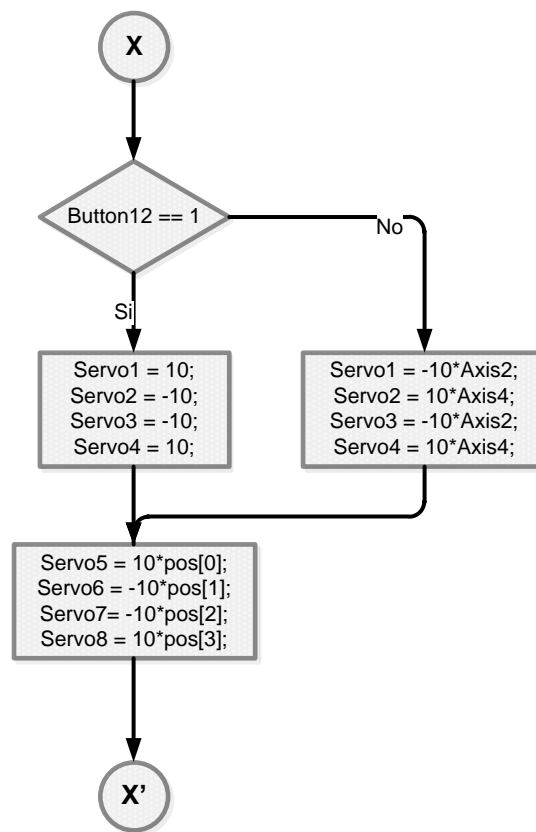 X
Button12 == 1
No
Si
Servo1 = 10;
Servo2 = -10;
Servo3 = -10;
Servo4 = 10;
Servo1 = -10*Axis2;
Servo2 = 10*Axis4;
Servo3 = -10*Axis2;
Servo4 = 10*Axis4;
Servo5 = 10*pos[0];
Servo6 = -10*pos[1];
Servo7= -10*pos[2];
Servo8 = 10*pos[3];
X’